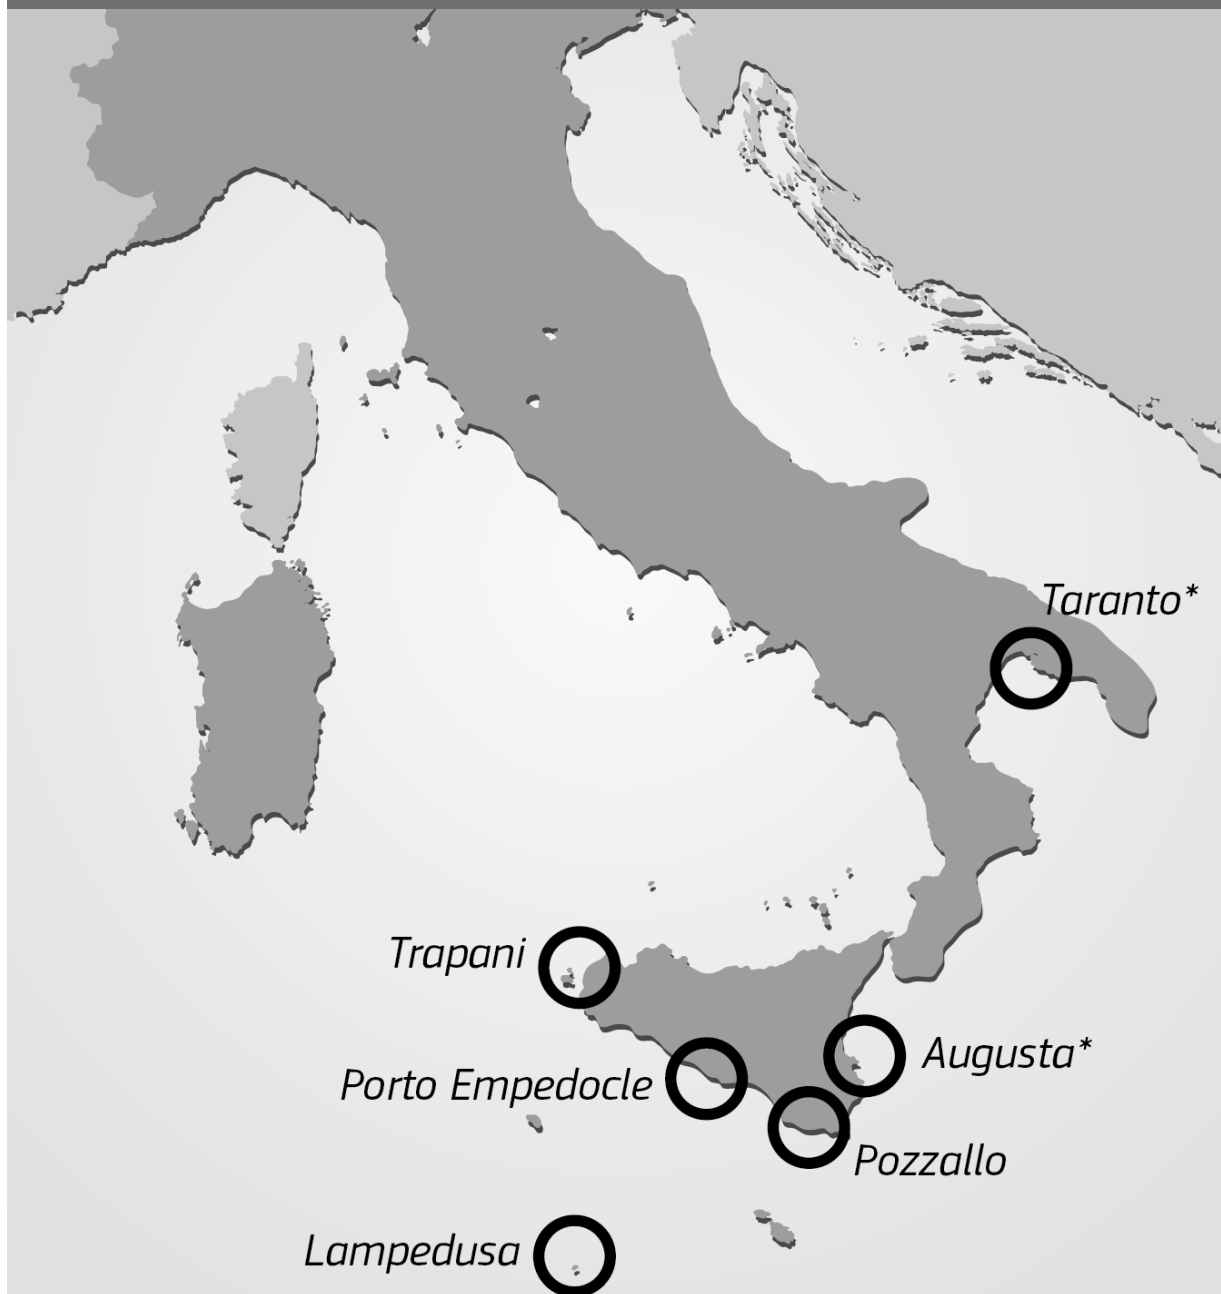 Taranto*
Trapani
Augusta*
Porto Empedocle
Pozzallo
Lampedusa